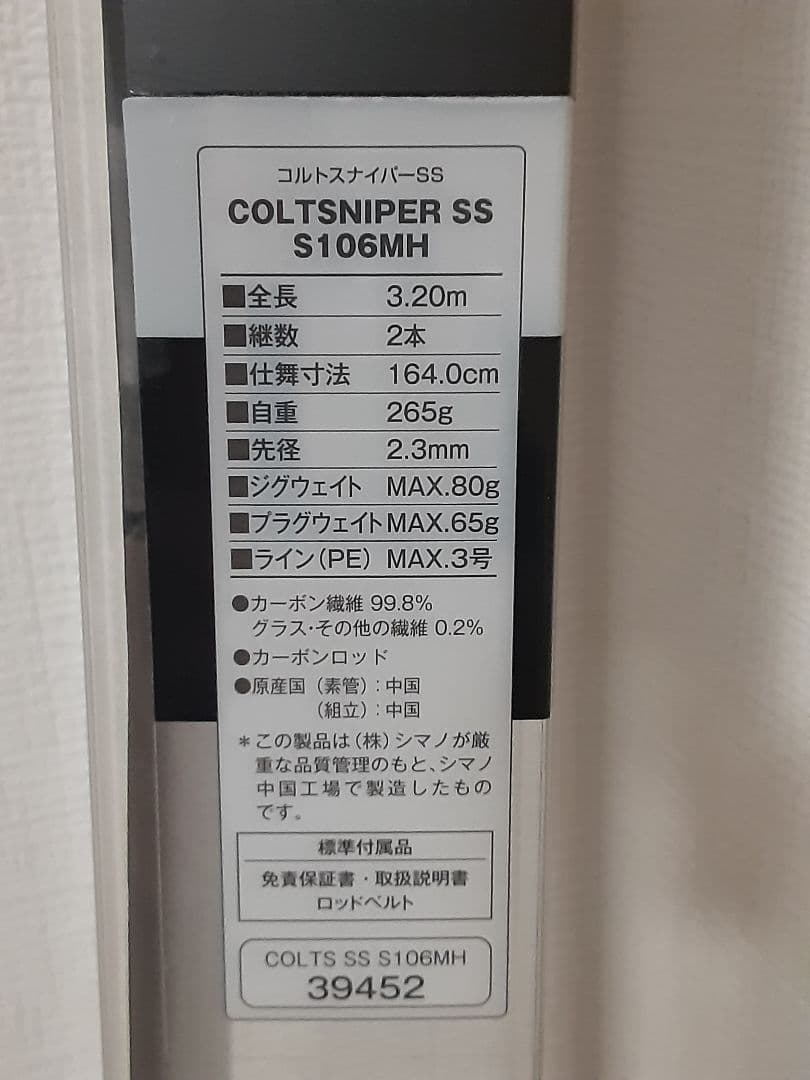 コルトスナイパーSS
COLTSNIPER SS
S106MH
■全長 3.20m
■継数 2本
■仕舞寸法 164.0cm
■自重 265g
■先径 2.3mm
■ジグウェイト MAX.80g
■プラグウェイト MAX.65g
■ライン(PE) MAX.3号
●カーボン繊維 99.8%
グラス・その他の繊維 0.2%
●カーボンロッド
●原産国(素管):中国
(組立):中国
＊この製品は(株)シマノが厳
重な品質管理のもと、シマノ
中国工場で製造したもの
です。
標準付属品
免責保証書・取扱説明書
ロッドベルト
COLTS SS S106MH
39452